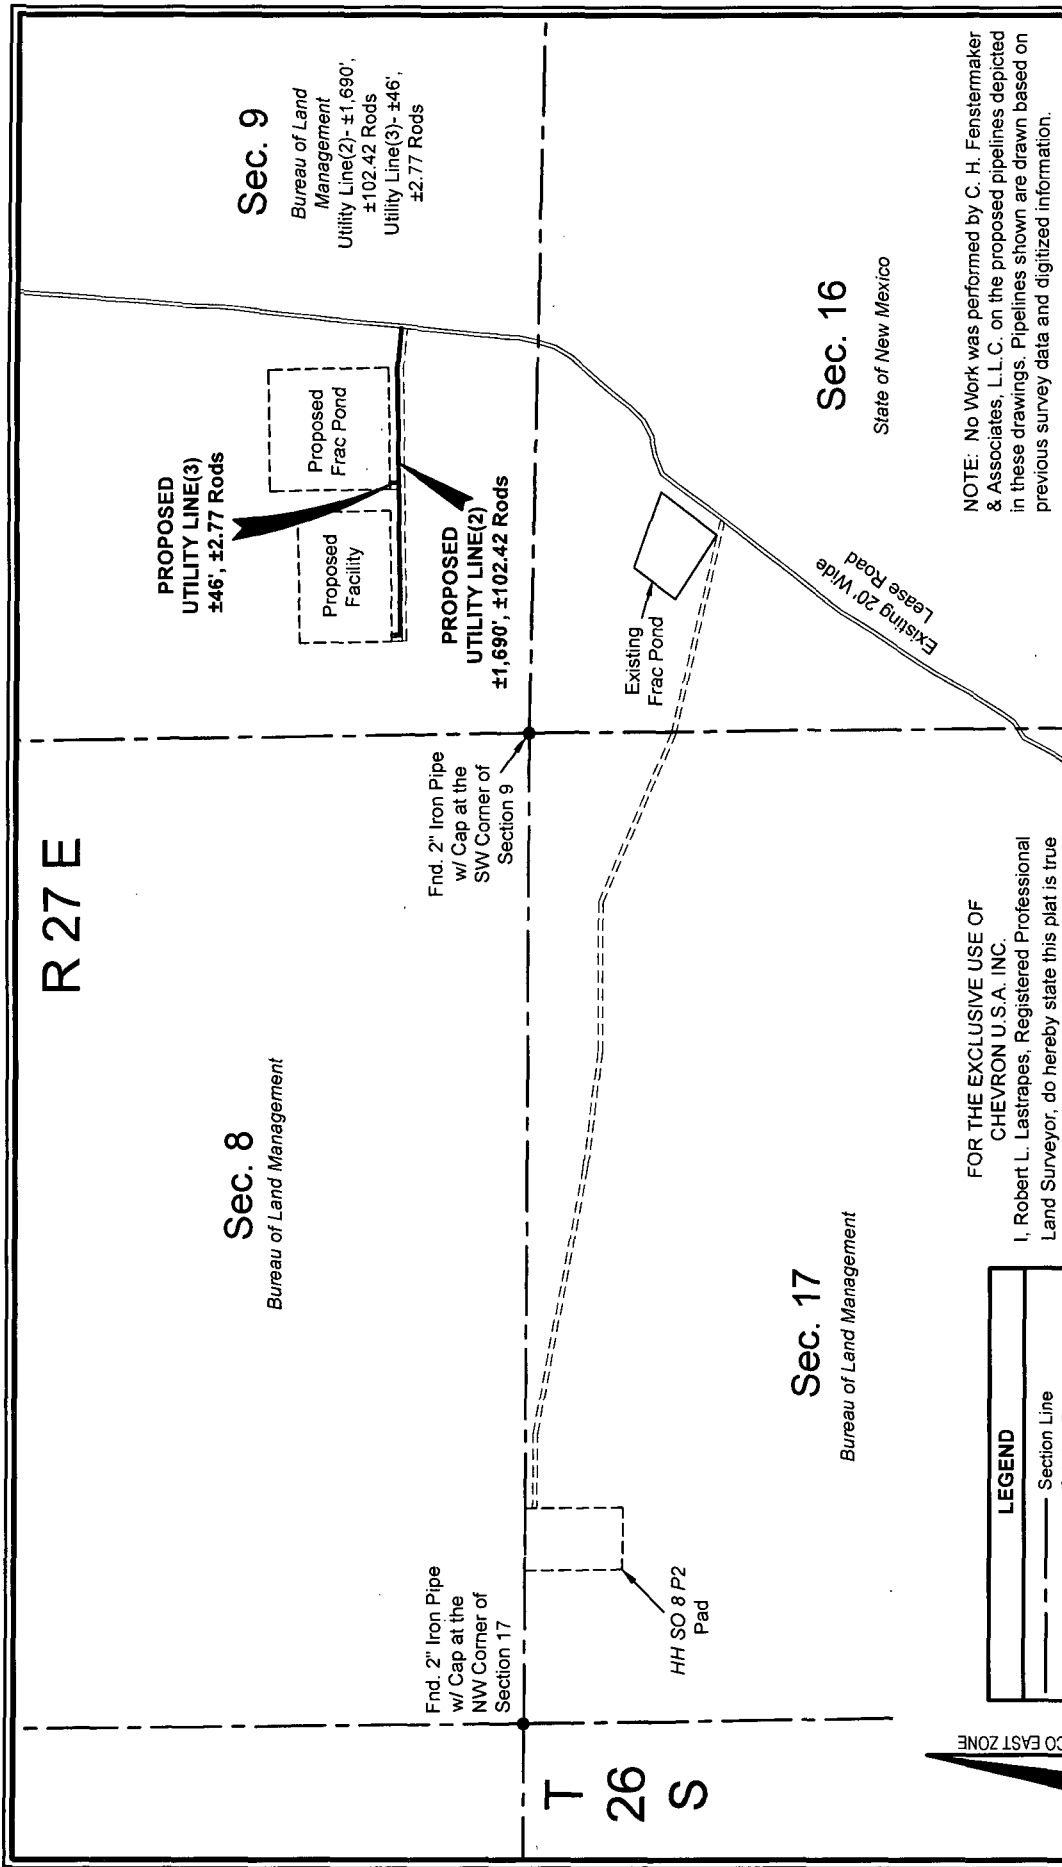 R 27 E
Sec. 8
Bureau of Land Management
Sec. 9
Bureau of Land
Management
Utility Line(2)- ±1,690',
±102.42 Rods
Utility Line(3)- ±46',
±2.77 Rods
PROPOSED
UTILITY LINE(3)
±46', ±2.77 Rods
Proposed
Facility
Proposed
Frac Pond
PROPOSED
UTILITY LINE(2)
±1,690', ±102.42 Rods
Fnd. 2" Iron Pipe
w/ Cap at the
NW Corner of
Section 17
Fnd. 2" Iron Pipe
w/ Cap at the
SW Corner of
Section 9
T
26
S
HH SO 8 P2
Pad
Sec. 17
Bureau of Land Management
Existing
Frac Pond
Sec. 16
State of New Mexico
Existing 20' Wide
Lease Road
CO EAST ZONE
LEGEND
Section Line
FOR THE EXCLUSIVE USE OF
CHEVRON U.S.A. INC.
I, Robert L. Lastrapes, Registered Professional
Land Surveyor, do hereby state this plat is true
NOTE: No Work was performed by C. H. Fenstermaker
& Associates, L.L.C. on the proposed pipelines depicted
in these drawings. Pipelines shown are drawn based on
previous survey data and digitized information.